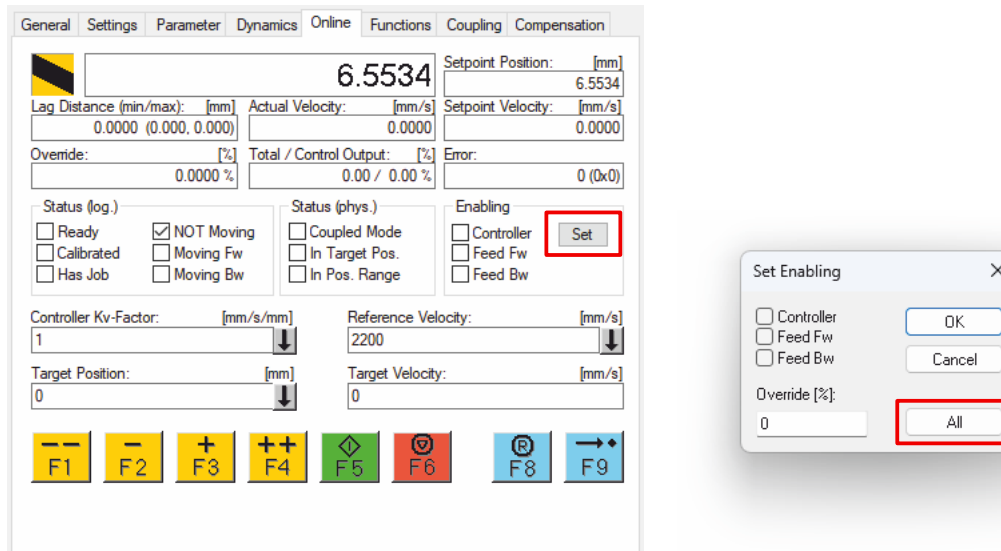 General Settings Parameter Dynamics Online Functions Coupling Compensation
6.5534
Setpoint Position: [mm]
6.5534
Lag Distance (min/max): [mm] Actual Velocity: [mm/s] Setpoint Velocity: [mm/s]
0.0000 (0.000, 0.000) 0.0000 0.0000
Override: [%] Total / Control Output: [%] Error:
0.0000 % 0.00 / 0.00 % 0 (0x0)
Status (log.) Status (phys.) Enabling
Ready NOT Moving Coupled Mode Controller Set
Calibrated Moving Fw In Target Pos. Feed Fw
Has Job Moving Bw In Pos. Range Feed Bw
Controller Kv-Factor: [mm/s/mm] Reference Velocity: [mm/s]
1 2200
Target Position: [mm] Target Velocity: [mm/s]
0 0
-- - + ++ R
F1 F2 F3 F4 F5 F6 F8 F9
Set Enabling
Controller OK
Feed Fw
Feed Bw Cancel
Override [%]:
0 All